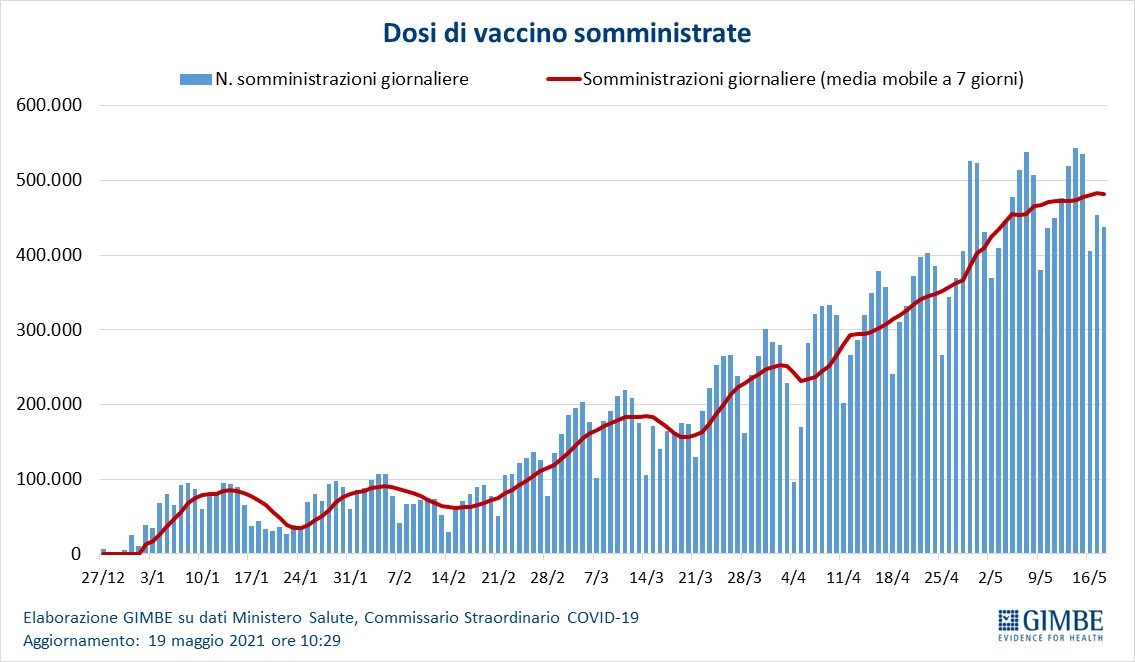 Dosi di vaccino somministrate
N. somministrazioni giornaliere Somministrazioni giornaliere (media mobile a 7 giorni)
600.000
500.000
400.000
300.000
200.000
100.000
0
27/12 3/1 10/1 17/1 24/1 31/1 7/2 14/2 21/2 28/2 7/3 14/3 21/3 28/3 4/4 11/4 18/4 25/4 2/5 9/5 16/5
Elaborazione GIMBE su dati Ministero Salute, Commissario Straordinario COVID-19
Aggiornamento: 19 maggio 2021 ore 10:29
GIMBE
EVIDENCE FOR HEALTH